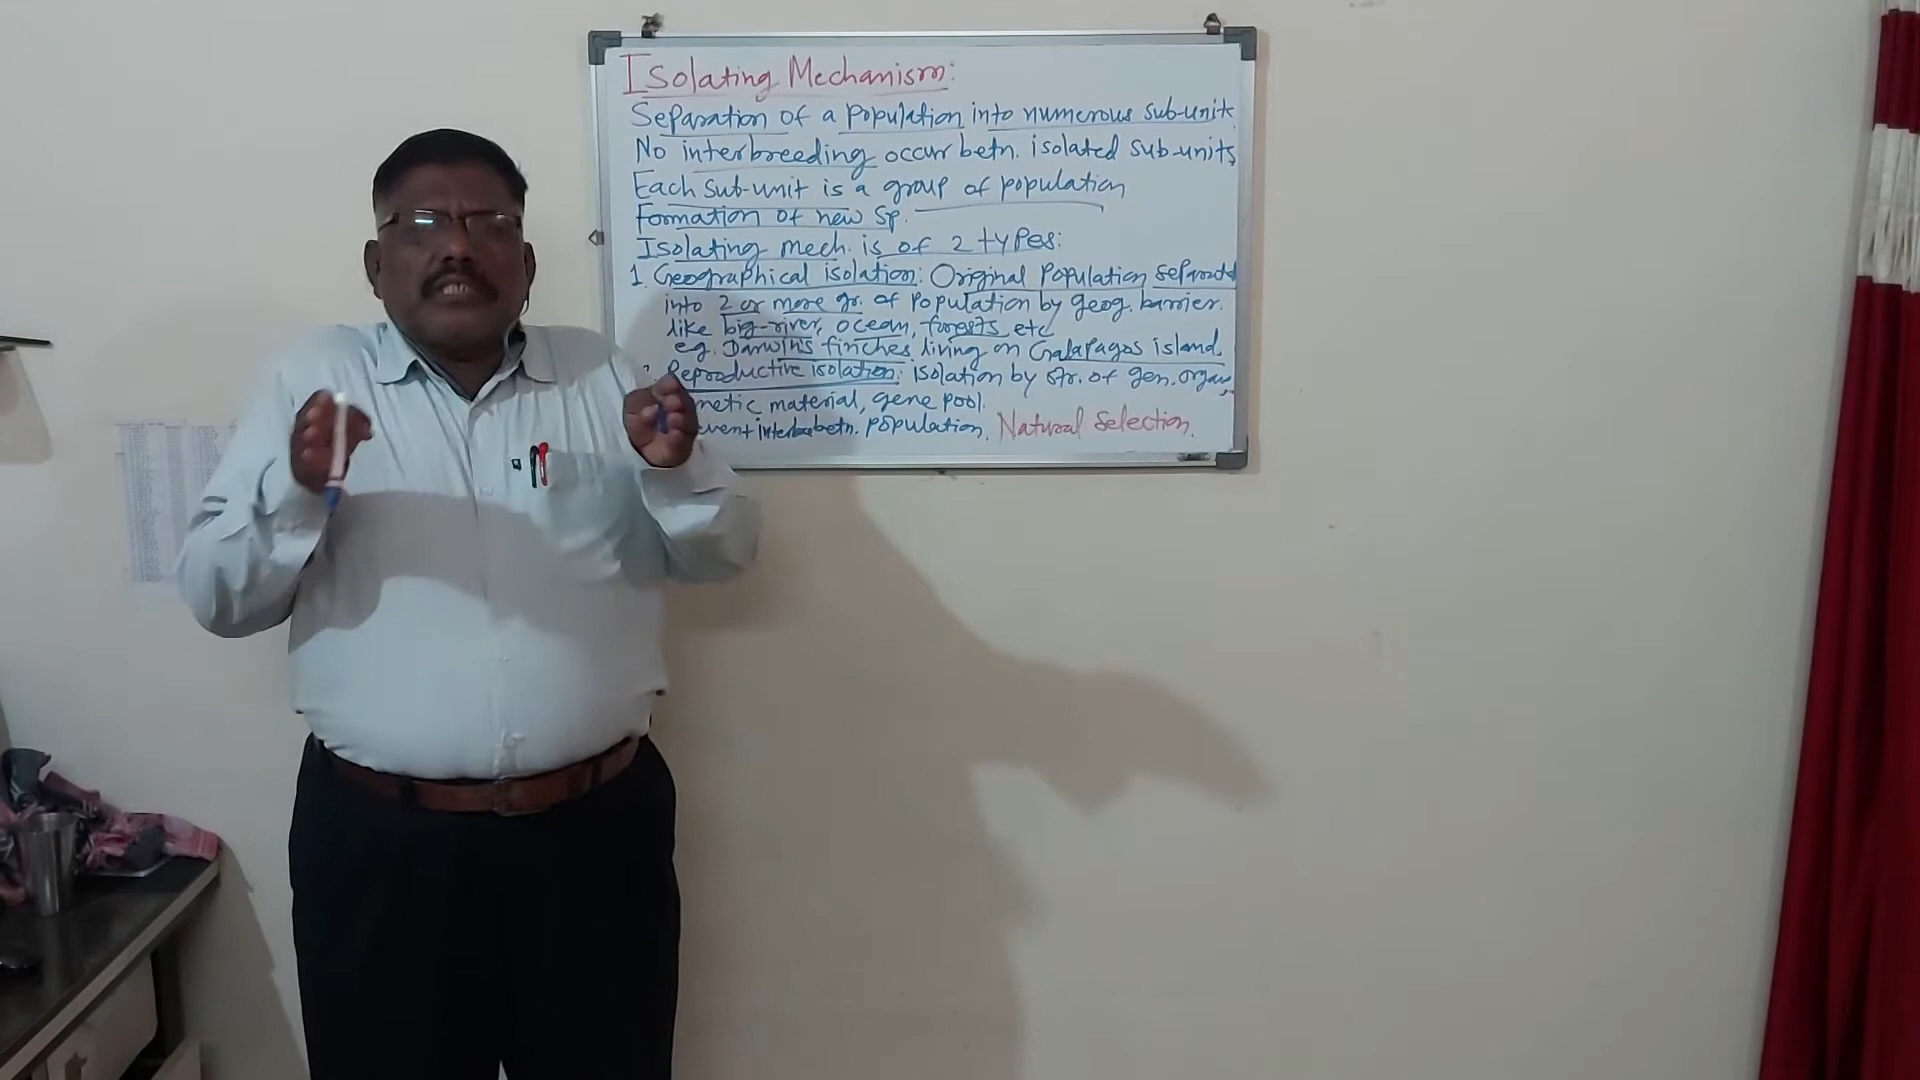 Isolating Mechanism:
Separation of a population into numerous sub-units
No interbreeding occur betn. isolated sub-units
Each sub-unit is a group of population
Formation of new Sp.
Isolating mech. is of 2 types:
1. Geographical isolation: Original Population separated
into 2 or more gr. of population by geog. barrier.
like big-river, ocean, forests etc
eg. Darwin's finches living on Galapagos island.
Reproductive isolation: isolation by str. of gen. organ,
netic material, gene pool.
event betn. population. Natural Selection.